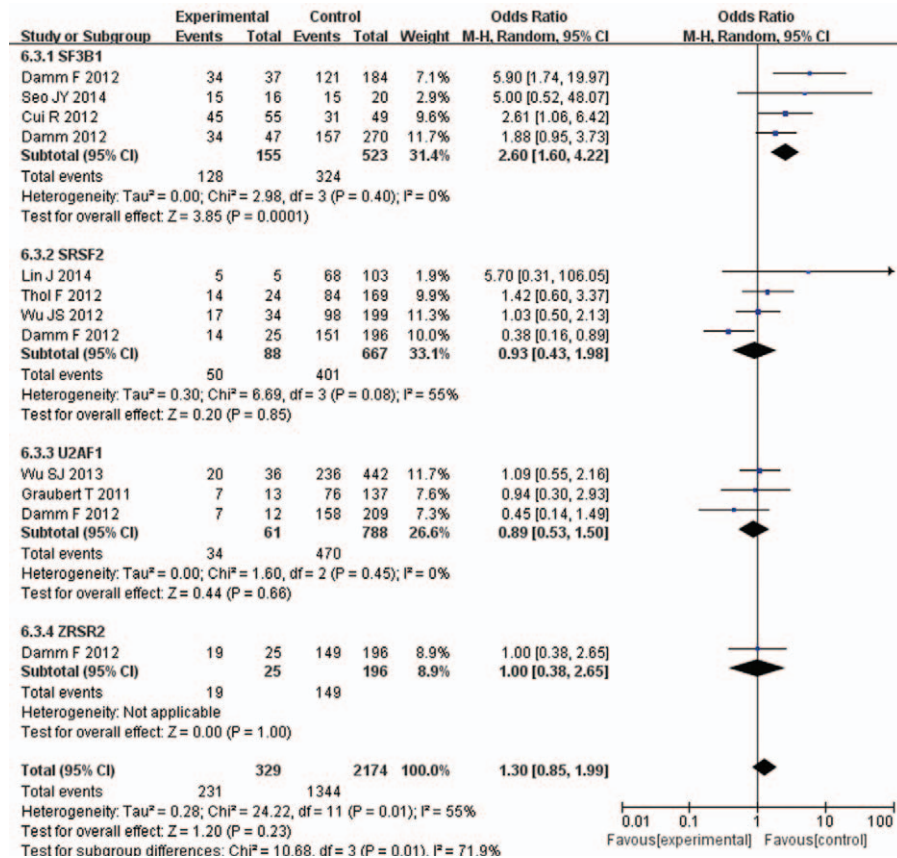 Experimental Control Odds Ratio Odds Ratio
Study or Subgroup Events Total Events Total Weight M-H, Random, 95% CI M-H, Random, 95% CI
6.3.1 SF3B1
Damm F 2012 34 37 121 184 7.1% 5.90 [1.74, 19.97]
Seo JY 2014 15 16 15 20 2.9% 5.00 [0.52, 48.07]
Cui R 2012 45 55 31 49 9.6% 2.61 [1.06, 6.42]
Damm 2012 34 47 157 270 11.7% 1.88 [0.95, 3.73]
Subtotal (95% CI) 155 523 31.4% 2.60 [1.60, 4.22]
Total events 128 324
Heterogeneity: Tau² = 0.00; Chi² = 2.98, df = 3 (P = 0.40); I² = 0%
Test for overall effect: Z = 3.85 (P = 0.0001)
6.3.2 SRSF2
Lin J 2014 5 5 68 103 1.9% 5.70 [0.31, 106.05]
Thol F 2012 14 24 84 169 9.9% 1.42 [0.60, 3.37]
Wu JS 2012 17 34 98 199 11.3% 1.03 [0.50, 2.13]
Damm F 2012 14 25 151 196 10.0% 0.38 [0.16, 0.89]
Subtotal (95% CI) 88 667 33.1% 0.93 [0.43, 1.98]
Total events 50 401
Heterogeneity: Tau² = 0.30; Chi² = 6.69, df = 3 (P = 0.08); I² = 55%
Test for overall effect: Z = 0.20 (P = 0.85)
6.3.3 U2AF1
Wu SJ 2013 20 36 236 442 11.7% 1.09 [0.55, 2.16]
Graubert T 2011 7 13 76 137 7.6% 0.94 [0.30, 2.93]
Damm F 2012 7 12 158 209 7.3% 0.45 [0.14, 1.49]
Subtotal (95% CI) 61 788 26.6% 0.89 [0.53, 1.50]
Total events 34 470
Heterogeneity: Tau² = 0.00; Chi² = 1.60, df = 2 (P = 0.45); I² = 0%
Test for overall effect: Z = 0.44 (P = 0.66)
6.3.4 ZRSR2
Damm F 2012 19 25 149 196 8.9% 1.00 [0.38, 2.65]
Subtotal (95% CI) 25 196 8.9% 1.00 [0.38, 2.65]
Total events 19 149
Heterogeneity: Not applicable
Test for overall effect: Z = 0.00 (P = 1.00)
Total (95% CI) 329 2174 100.0% 1.30 [0.85, 1.99]
Total events 231 1344
Heterogeneity: Tau² = 0.28; Chi² = 24.22, df = 11 (P = 0.01); I² = 55%
Test for overall effect: Z = 1.20 (P = 0.23)
Test for subgroup differences: Chi² = 10.68, df = 3 (P = 0.01), I² = 71.9%
0.01 0.1 1 10 100
Favous[experimental] Favous[control]